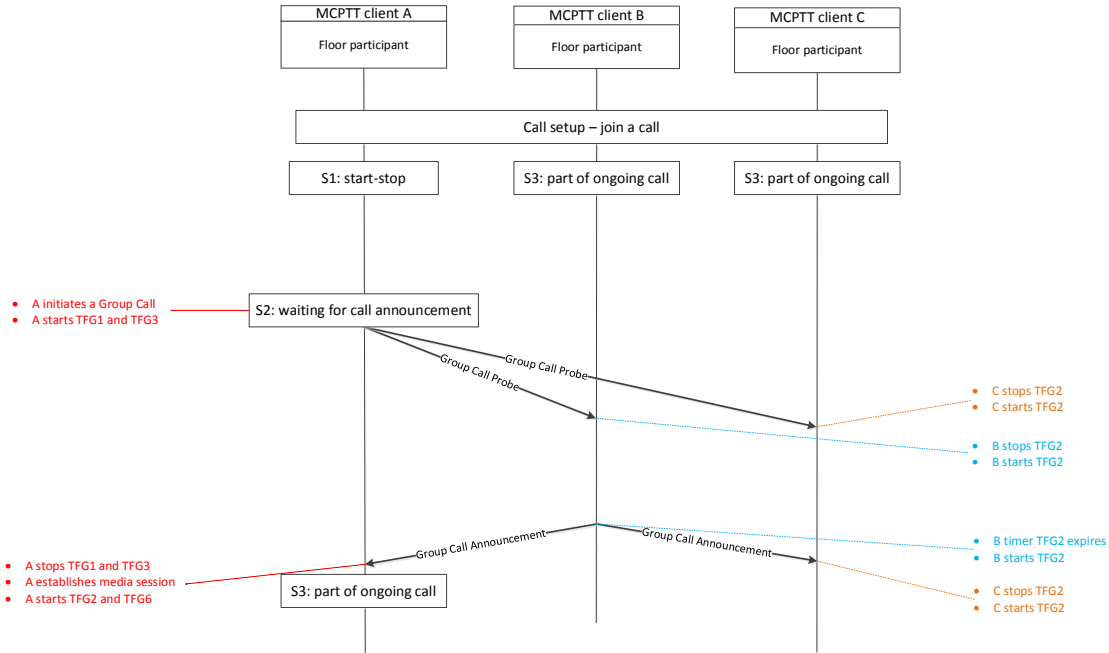 MCPTT client A
MCPTT client B
MCPTT client C
Floor participant
Floor participant
Floor participant
Call setup – join a call
S1: start-stop
S3: part of ongoing call
S3: part of ongoing call
• A initiates a Group Call
• A starts TFG1 and TFG3
S2: waiting for call announcement
Group Call Probe
Group Call Probe
• C stops TFG2
• C starts TFG2
• B stops TFG2
• B starts TFG2
Group Call Announcement
Group Call Announcement
• B timer TFG2 expires
• B starts TFG2
• A stops TFG1 and TFG3
• A establishes media session
• A starts TFG2 and TFG6
S3: part of ongoing call
• C stops TFG2
• C starts TFG2